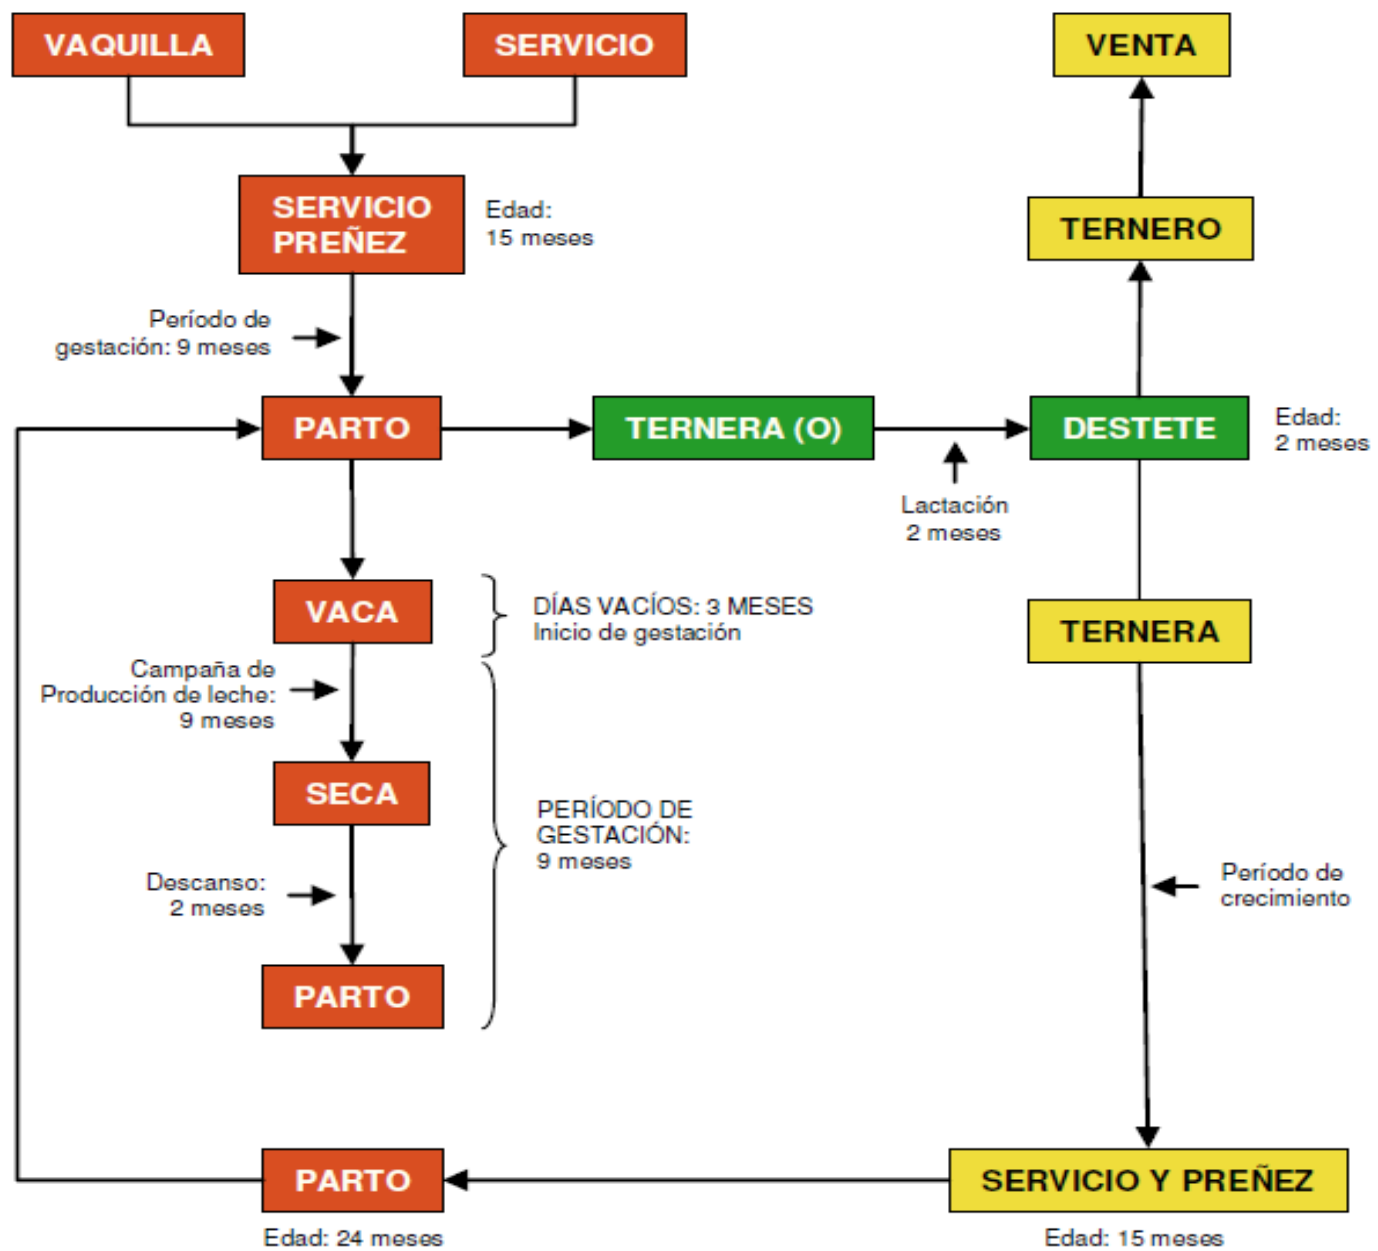 VAQUILLA
SERVICIO
VENTA
SERVICIO
PREÑEZ
Edad:
15 meses
TERNERO
Período de
gestación: 9 meses
PARTO
TERNERA (O)
DESTETE
Edad:
2 meses
Lactación
2 meses
VACA
DÍAS VACÍOS: 3 MESES
Inicio de gestación
TERNERA
Campaña de
Producción de leche:
9 meses
SECA
PERÍODO DE
GESTACIÓN:
9 meses
Descanso:
2 meses
Período de
crecimiento
PARTO
PARTO
SERVICIO Y PREÑEZ
Edad: 24 meses
Edad: 15 meses